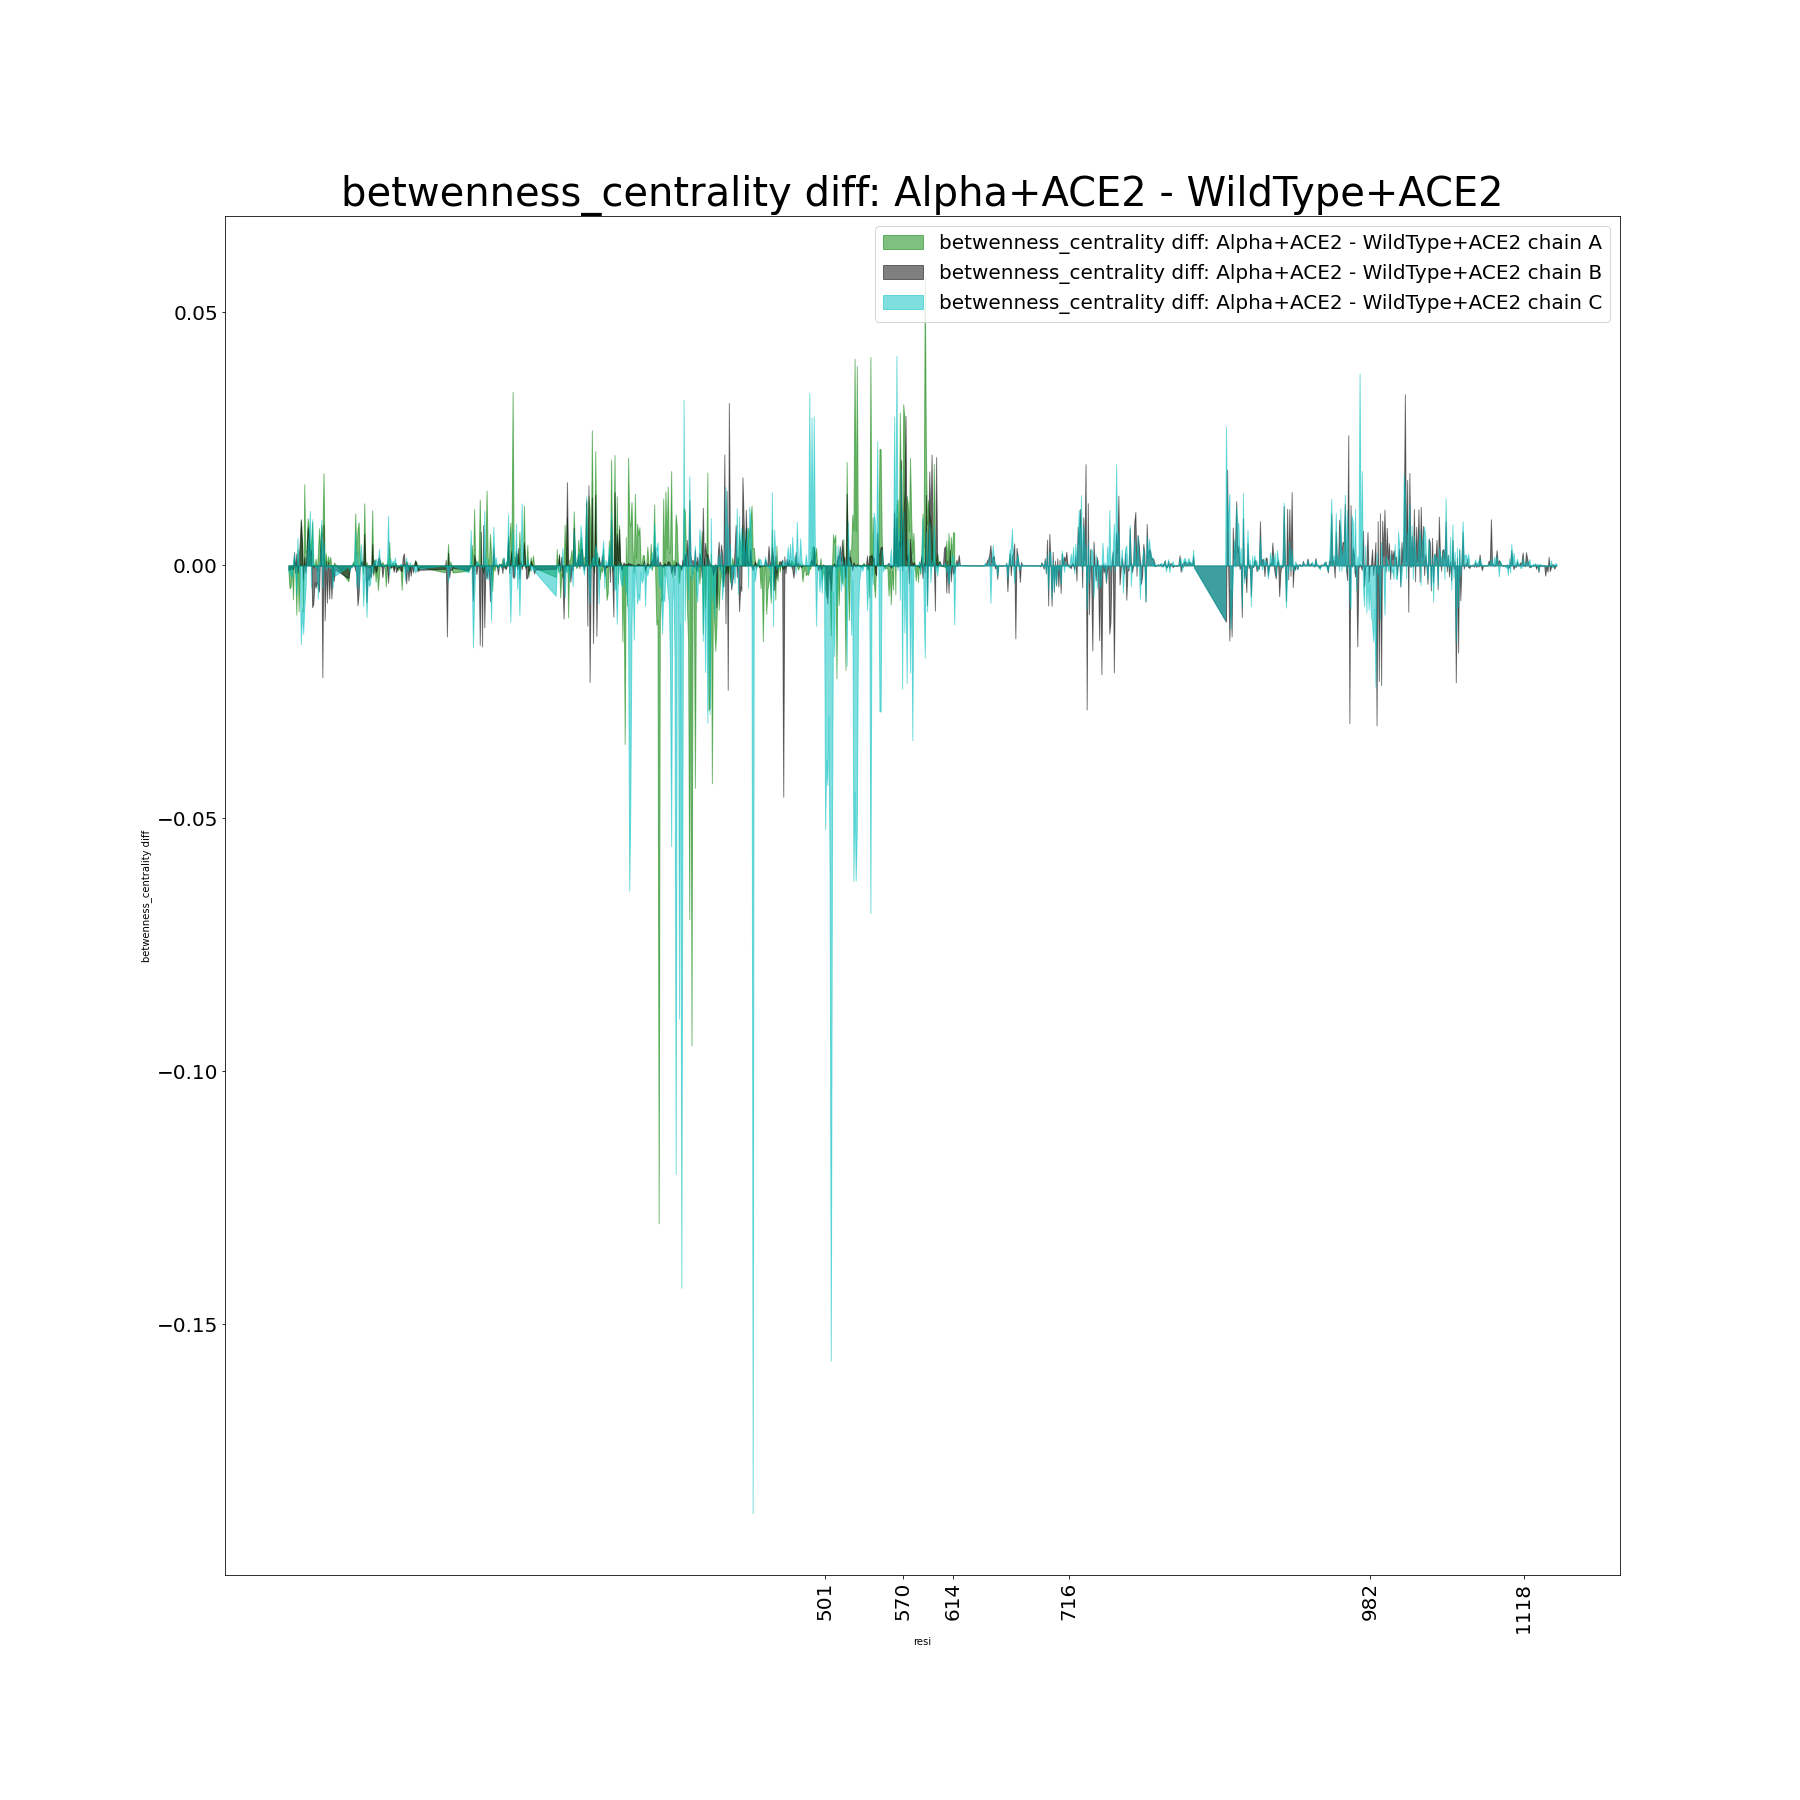 betwenness_centrality diff: Alpha+ACE2 - WildType+ACE2
betwenness_centrality diff: Alpha+ACE2 - WildType+ACE2 chain A
betwenness_centrality diff: Alpha+ACE2 - WildType+ACE2 chain B
betwenness_centrality diff: Alpha+ACE2 - WildType+ACE2 chain C
0.05
0.00
−0.05
−0.10
−0.15
betwenness_centrality diff
501
570
614
716
982
1118
resi